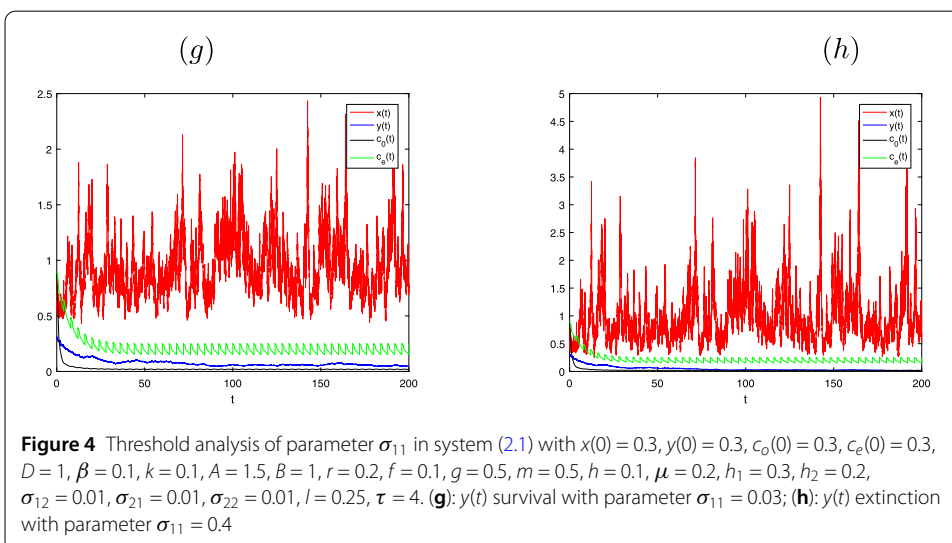 (g)
(h)
2.5
2
1.5
1
0.5
0
0
50
100
150
200
t
x(t)
y(t)
c₀(t)
cₑ(t)
5
4.5
4
3.5
3
2.5
2
1.5
1
0.5
0
0
50
100
150
200
t
x(t)
y(t)
c₀(t)
cₑ(t)
Figure 4 Threshold analysis of parameter σ₁₁ in system (2.1) with x(0) = 0.3, y(0) = 0.3, cₒ(0) = 0.3, cₑ(0) = 0.3,
D = 1, β = 0.1, k = 0.1, A = 1.5, B = 1, r = 0.2, f = 0.1, g = 0.5, m = 0.5, h = 0.1, μ = 0.2, h₁ = 0.3, h₂ = 0.2,
σ₁₂ = 0.01, σ₂₁ = 0.01, σ₂₂ = 0.01, l = 0.25, τ = 4. (g): y(t) survival with parameter σ₁₁ = 0.03; (h): y(t) extinction
with parameter σ₁₁ = 0.4